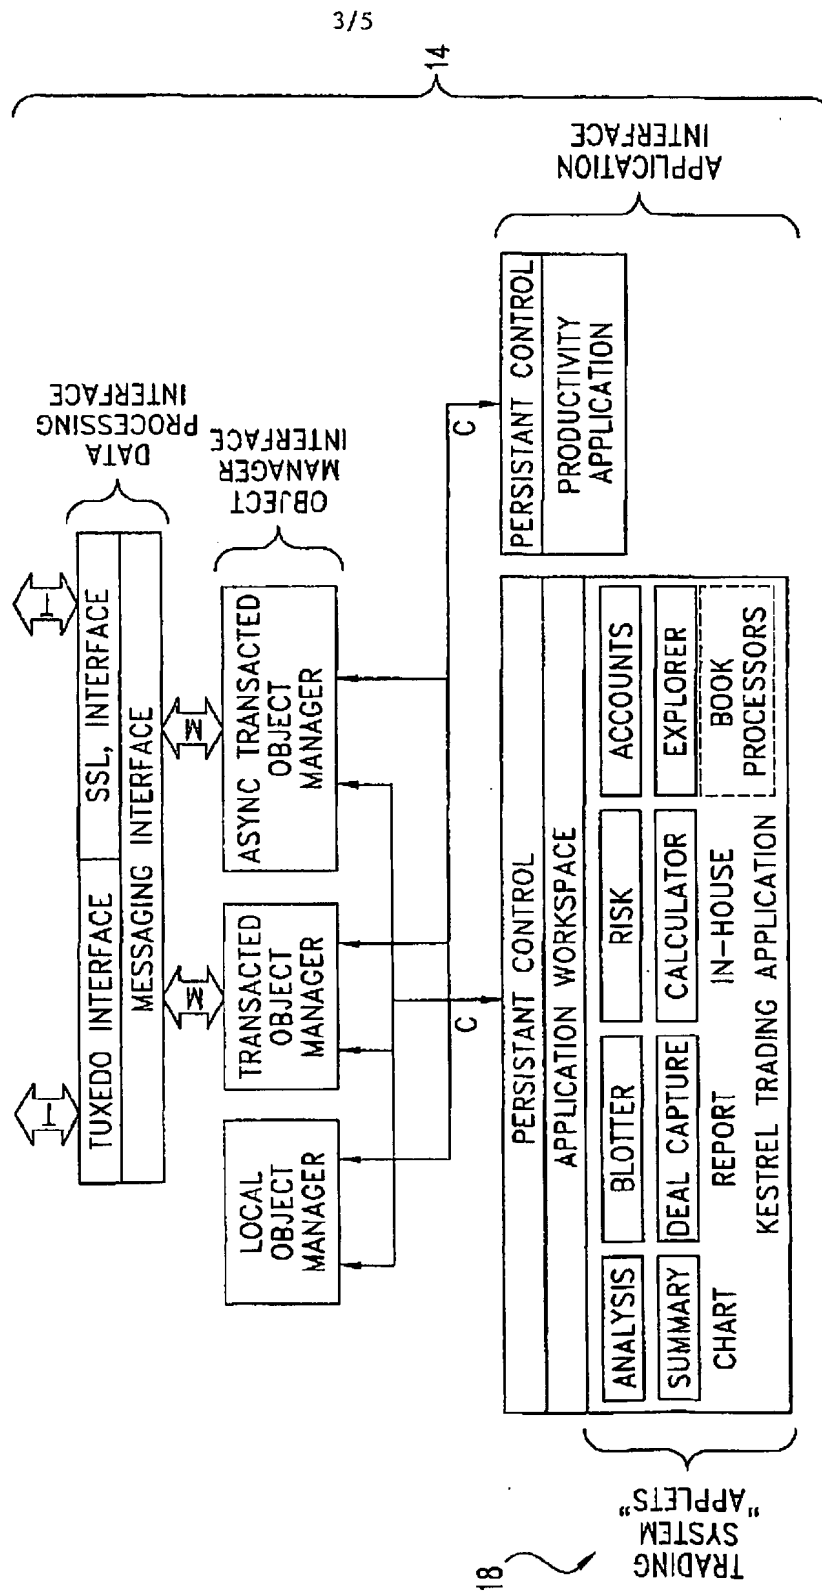 3/5
14
DATA
PROCESSING
INTERFACE
OBJECT
MANAGER
INTERFACE
APPLICATION
INTERFACE
T
T
TUXEDO INTERFACE
SSL, INTERFACE
MESSAGING INTERFACE
M
M
LOCAL
OBJECT
MANAGER
TRANSACTED
OBJECT
MANAGER
ASYNC TRANSACTED
OBJECT
MANAGER
C
C
PERSISTANT CONTROL
APPLICATION WORKSPACE
PERSISTANT CONTROL
PRODUCTIVITY
APPLICATION
ANALYSIS
BLOTTER
RISK
ACCOUNTS
SUMMARY
DEAL CAPTURE
CALCULATOR
EXPLORER
CHART
REPORT
IN-HOUSE
BOOK
PROCESSORS
KESTREL TRADING APPLICATION
18
TRADING
SYSTEM
"APPLETS"